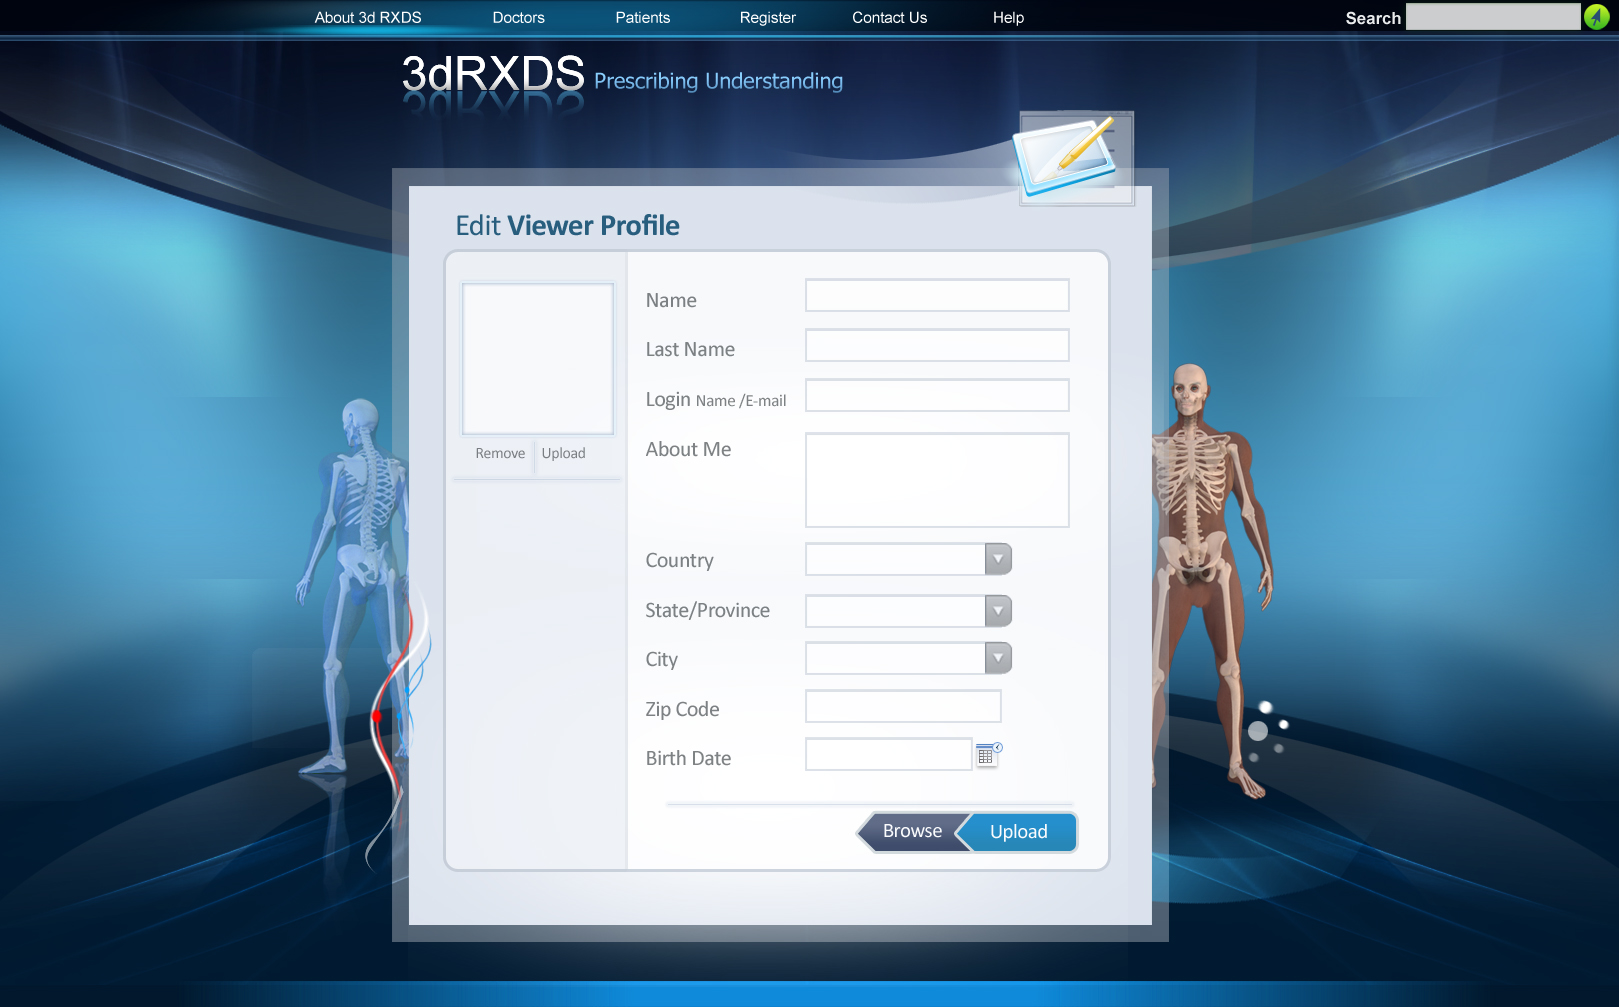 About 3d RXDS Doctors Patients Register Contact Us Help Search
3dRXDS Prescribing Understanding
Edit Viewer Profile
Name
Last Name
Login Name /E-mail
About Me
Remove Upload
Country
State/Province
City
Zip Code
Birth Date
Browse Upload